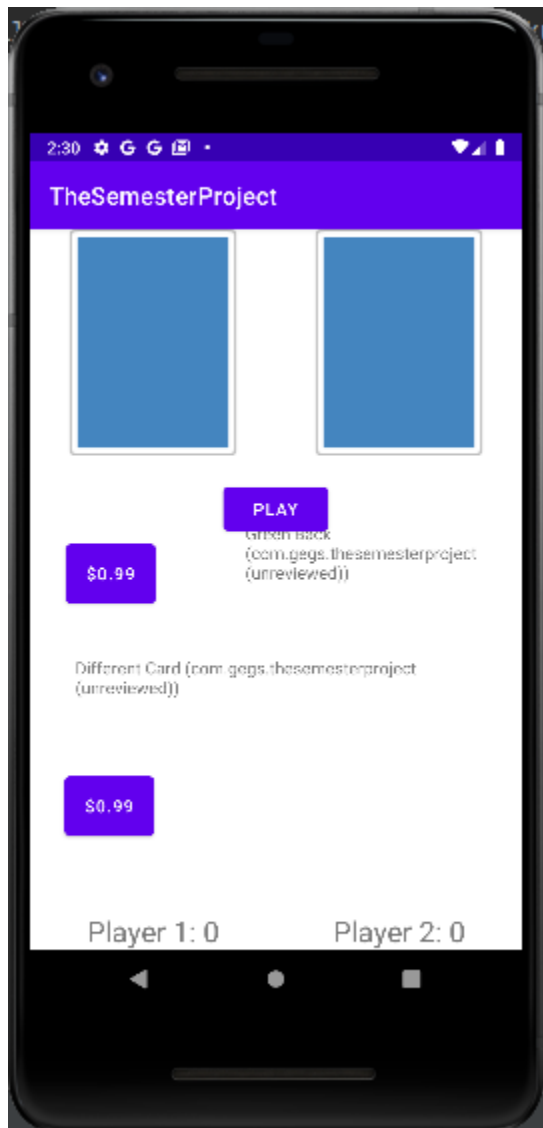 2:30 G G
TheSemesterProject
PLAY
Green Back
(com.gegs.thesemesterproject
(unreviewed))
$0.99
Different Card (com.gegs.thesemesterproject
(unreviewed))
$0.99
Player 1: 0
Player 2: 0